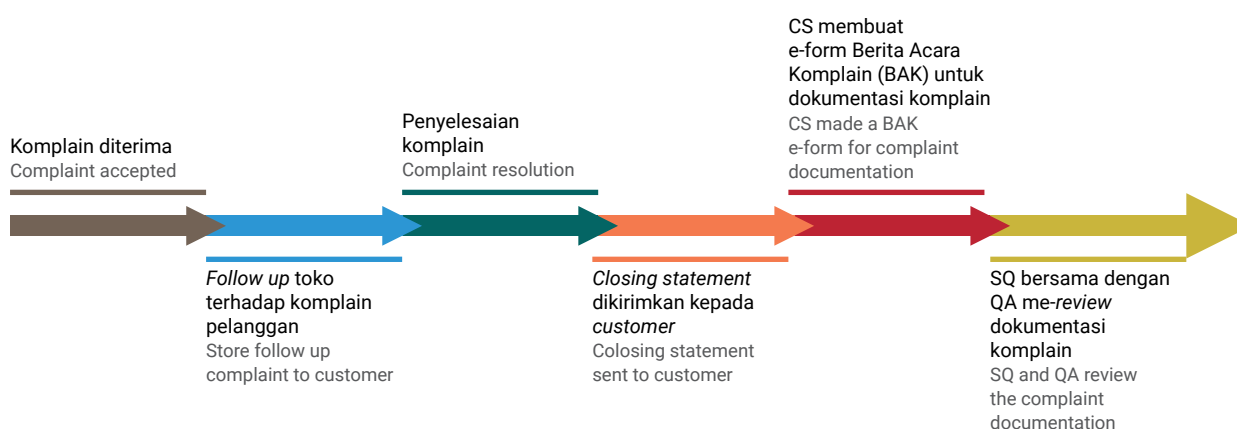 Komplain diterima
Complaint accepted
Follow up toko
terhadap komplain
pelanggan
Store follow up
complaint to customer
Penyelesaian
komplain
Complaint resolution
Closing statement
dikirimkan kepada
customer
Colosing statement
sent to customer
CS membuat
e-form Berita Acara
Komplain (BAK) untuk
dokumentasi komplain
CS made a BAK
e-form for complaint
documentation
SQ bersama dengan
QA me-review
dokumentasi
komplain
SQ and QA review
the complaint
documentation